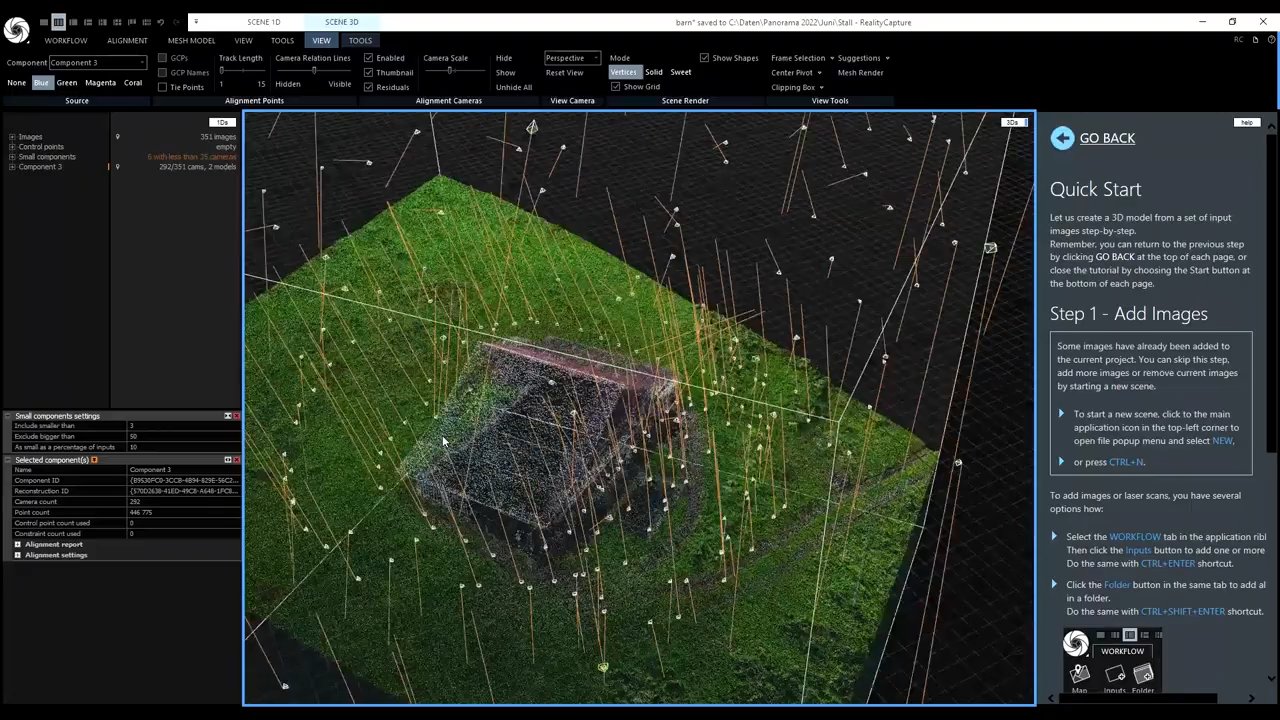 SCENE 1D
SCENE 3D
barn* saved to C:\Daten\Panorama 2022\Juni\Stall - RealityCapture
WORKFLOW
ALIGNMENT
MESH MODEL
VIEW
TOOLS
VIEW
TOOLS
RC
Component
Component 3
None
Blue
Green
Magenta
Coral
Source
GCPs
GCP Names
Tie Points
Track Length
1
15
Alignment Points
Camera Relation Lines
Hidden
Visible
Enabled
Thumbnail
Residuals
Camera Scale
Alignment Cameras
Hide
Show
Unhide All
Perspective
Reset View
View Camera
Mode
Vertices
Solid
Sweet
Show Grid
Show Shapes
Scene Render
Frame Selection
Center Pivot
Clipping Box
Suggestions
Mesh Render
View Tools
1Ds
Images
351 images
Control points
empty
Small components
6 with less than 35 cameras
Component 3
292/351 cams, 2 models
Small components settings
Include smaller than
3
Exclude bigger than
50
As small as a percentage of inputs
10
Selected component(s)
Name
Component 3
Component ID
Reconstruction ID
Camera count
292
Point count
446 775
Control point count used
0
Constraint count used
0
Alignment report
Alignment settings
3Ds
help
GO BACK
Quick Start
Let us create a 3D model from a set of input
images step-by-step.
Remember, you can return to the previous step
by clicking GO BACK at the top of each page, or
close the tutorial by choosing the Start button at
the bottom of each page.
Step 1 - Add Images
Some images have already been added to
the current project. You can skip this step,
add more images or remove current images
by starting a new scene.
To start a new scene, click to the main
application icon in the top-left corner to
open file popup menu and select NEW,
or press CTRL+N.
To add images or laser scans, you have several
options how:
Select the WORKFLOW tab in the application ribl
Then click the Inputs button to add one or more
Do the same with CTRL+ENTER shortcut.
Click the Folder button in the same tab to add al
in a folder.
Do the same with CTRL+SHIFT+ENTER shortcut.
WORKFLOW
Map
Inputs
Folder